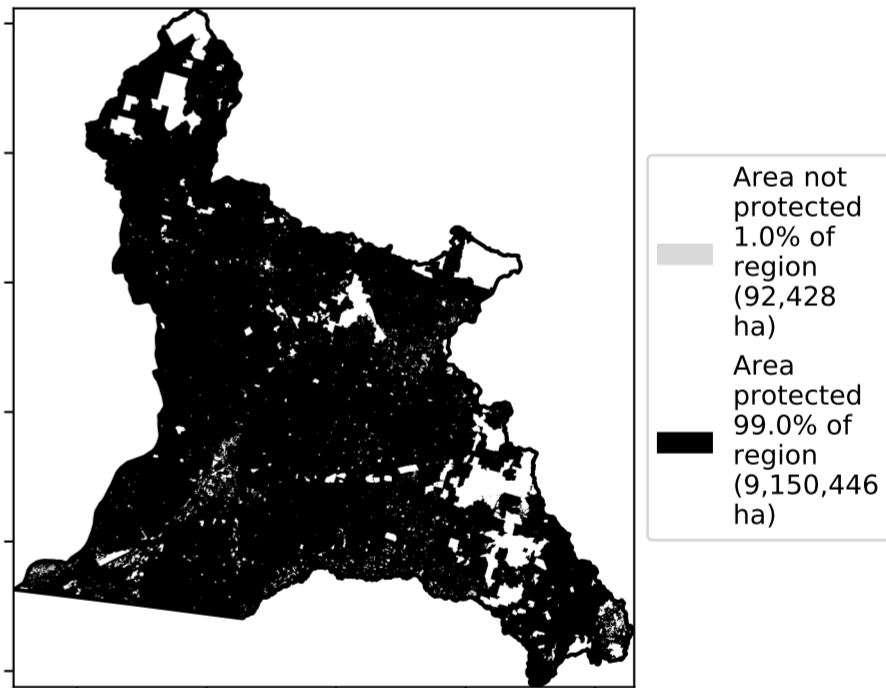 Area not
protected
1.0% of
region
(92,428
ha)
Area
protected
99.0% of
region
(9,150,446
ha)